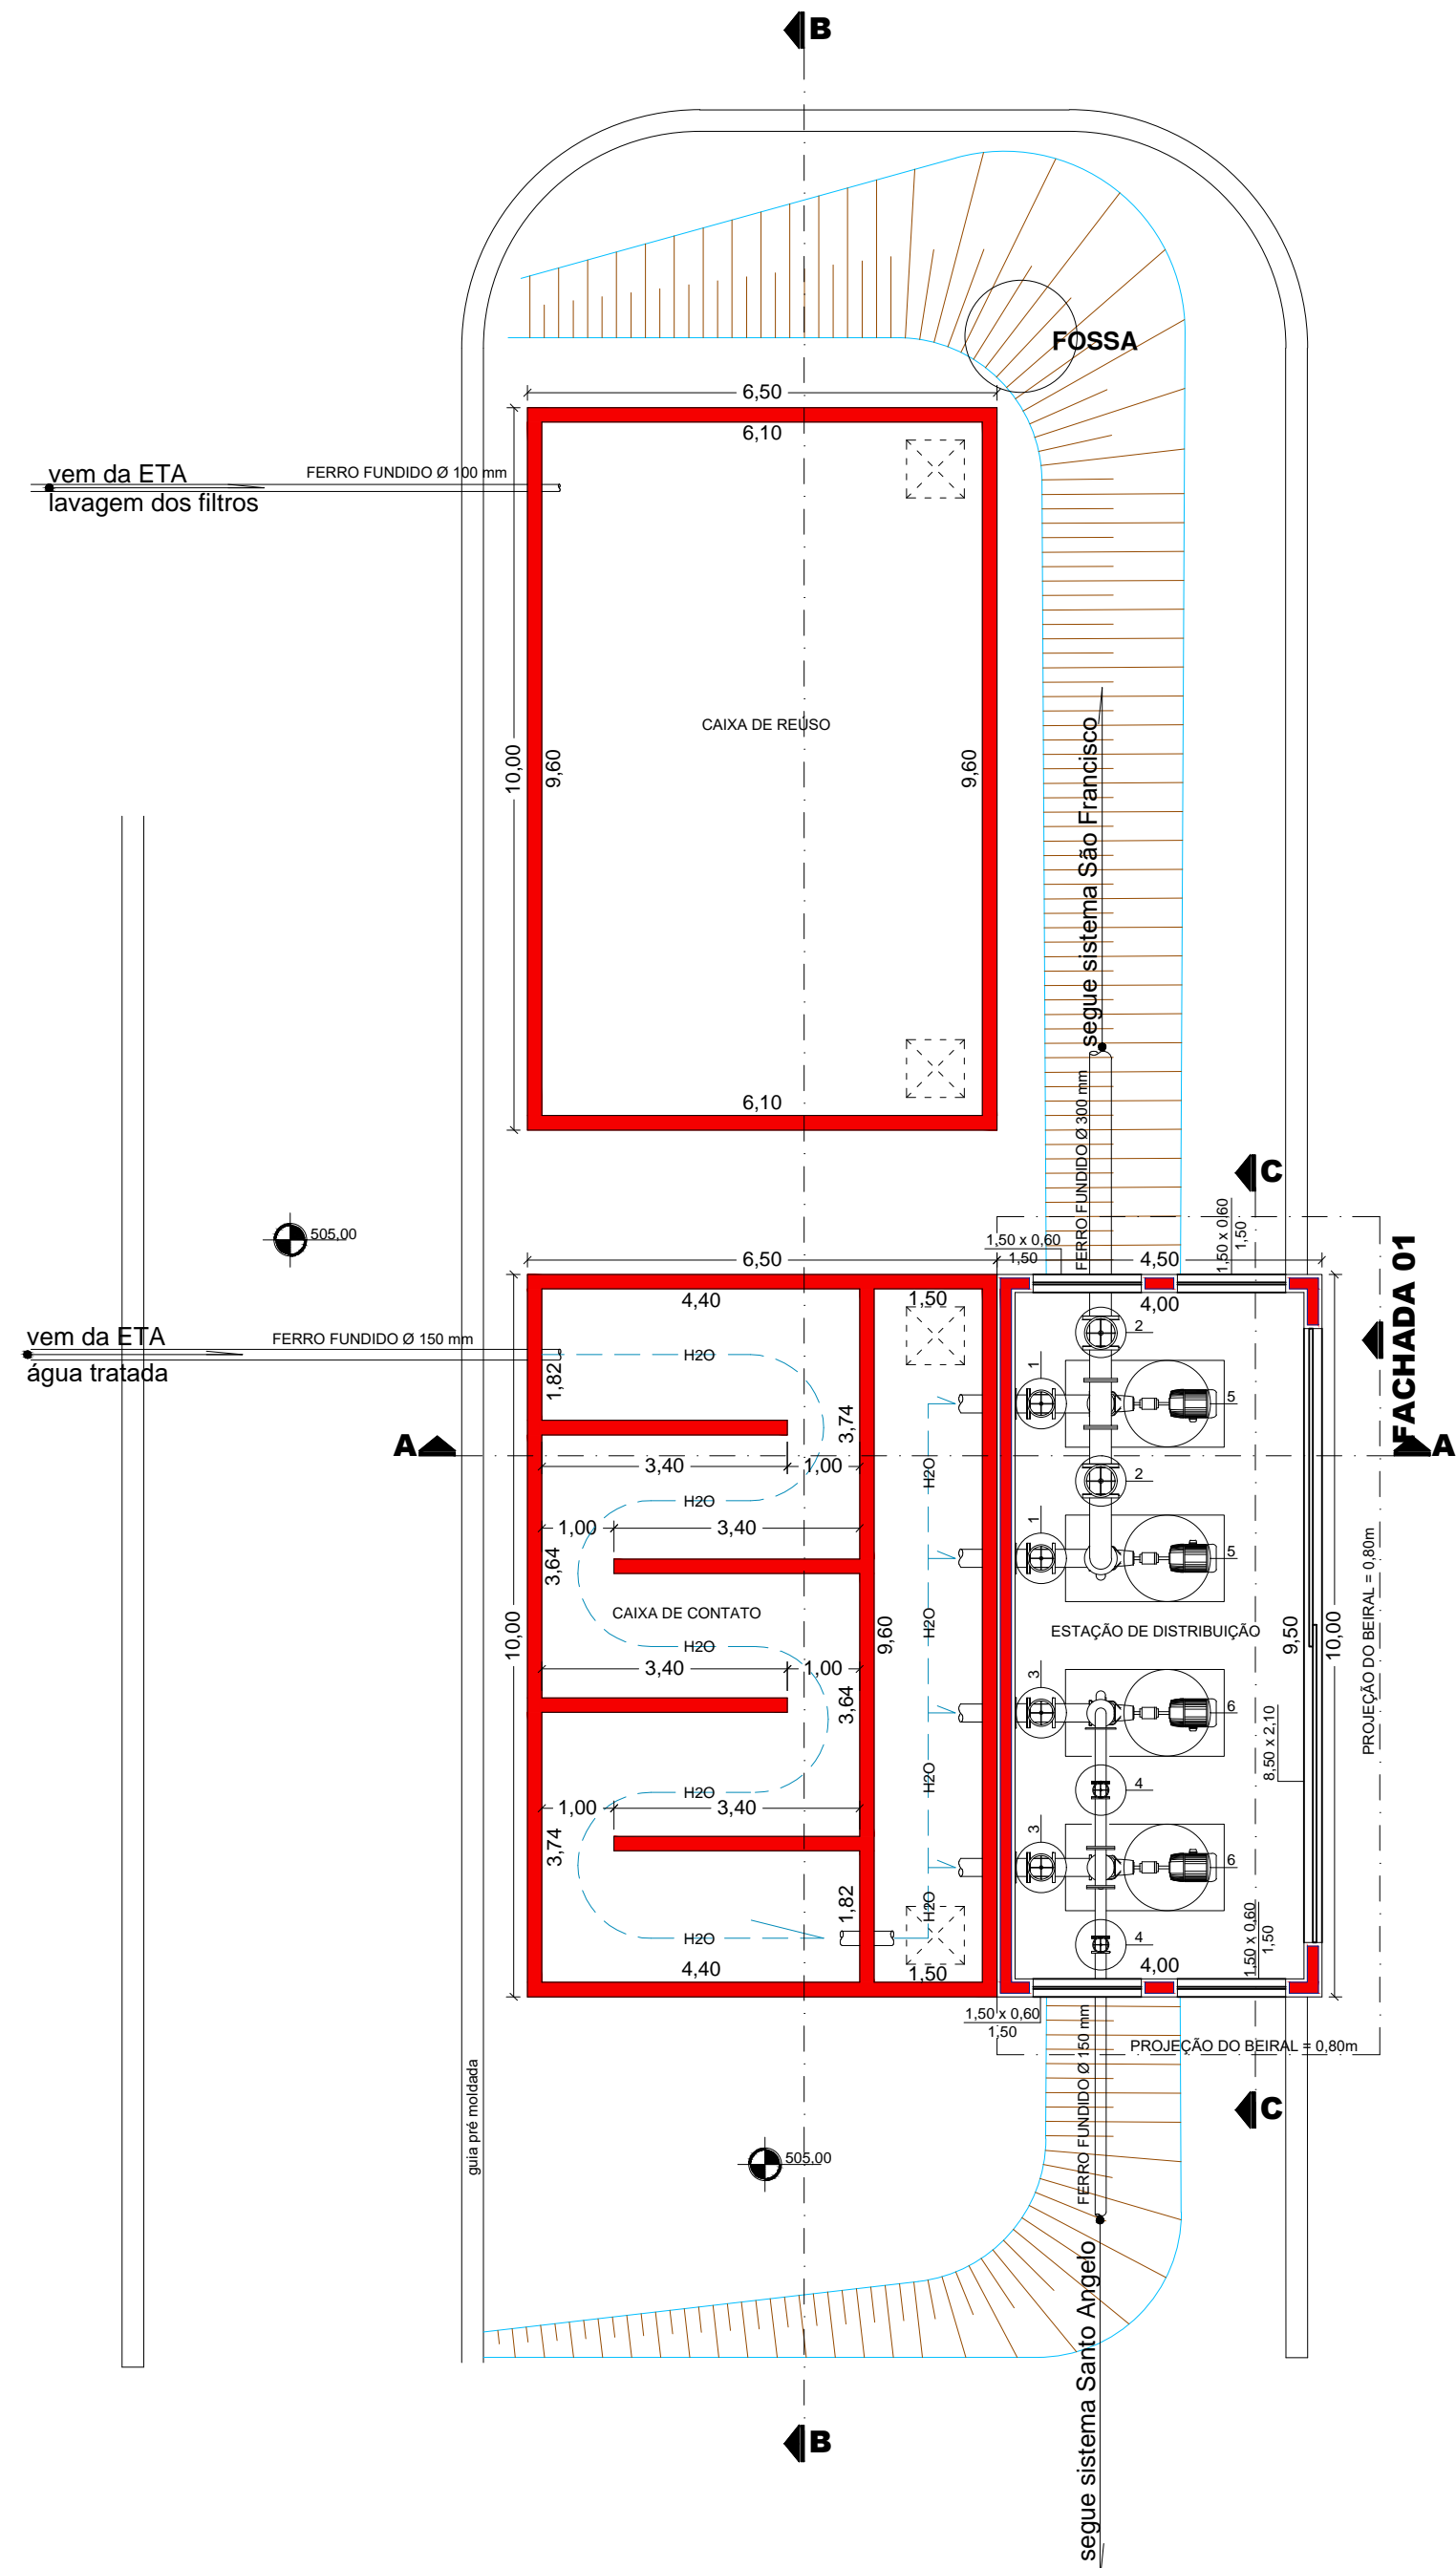 B
FOSSA
6,50
6,10
vem da ETA
FERRO FUNDIDO Ø 100 mm
lavagem dos filtros
CAIXA DE REÚSO
10,00
9,60
9,60
segue sistema São Francisco
6,10
FERRO FUNDIDO Ø 300 mm
C
505,00
1,50 x 0,60
1,50
1,50 x 0,60
1,50
6,50
4,50
FACHADA 01
4,40
1,50
4,00
vem da ETA
FERRO FUNDIDO Ø 150 mm
água tratada
H2O
2
1,82
1
5
3,74
A
A
3,40
1,00
H2O
2
H2O
1,00
3,40
1
5
3,64
CAIXA DE CONTATO
10,00
9,60
H2O
ESTAÇÃO DE DISTRIBUIÇÃO
9,50
10,00
PROJEÇÃO DO BEIRAL = 0,80m
H2O
3,40
1,00
3
3,64
6
8,50 x 2,10
H2O
H2O
4
1,00
3,40
3
3,74
6
1,82
H2O
H2O
4
1,50 x 0,60
1,50
4,40
1,50
4,00
1,50 x 0,60
1,50
PROJEÇÃO DO BEIRAL = 0,80m
FERRO FUNDIDO Ø 150 mm
guia pré moldada
C
505,00
segue sistema Santo Angelo
B